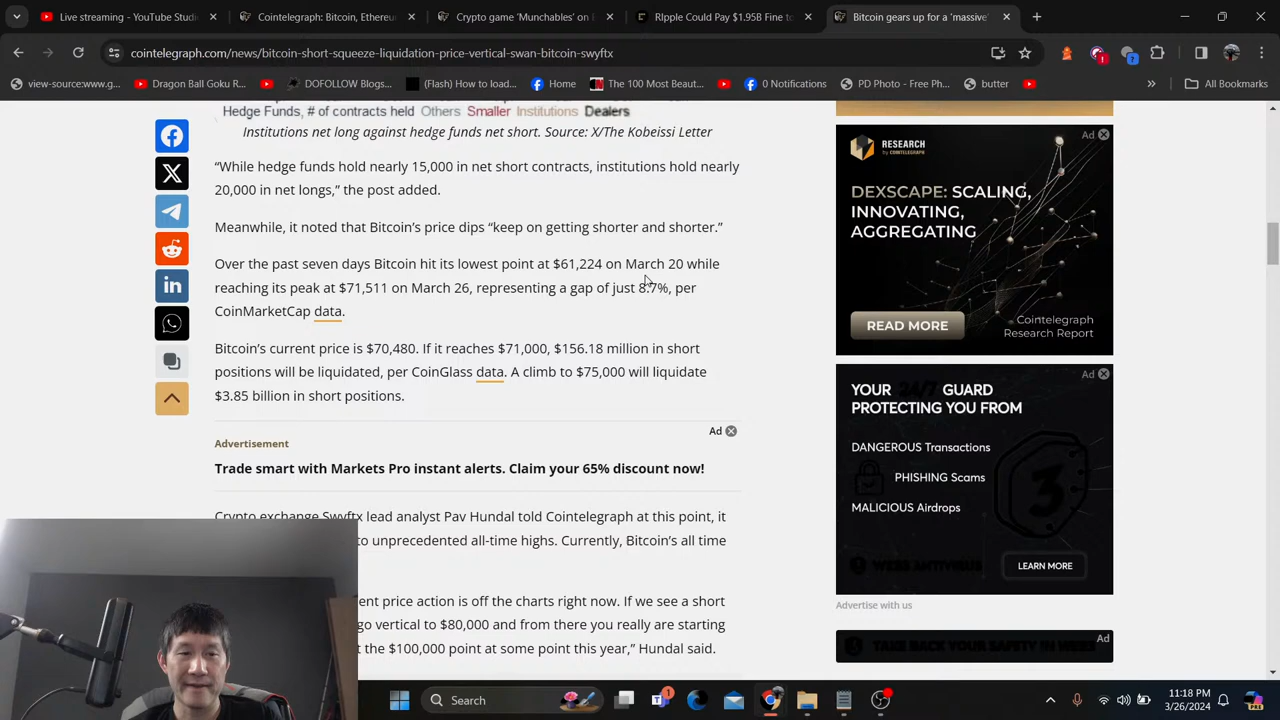 Live streaming - YouTube Studio
Cointelegraph: Bitcoin, Ethereum
Crypto game 'Munchables' on B
RIpple Could Pay $1.95B Fine to
Bitcoin gears up for a 'massive'
cointelegraph.com/news/bitcoin-short-squeeze-liquidation-price-vertical-swan-bitcoin-swyftx
view-source:www.g...
Dragon Ball Goku R...
DOFOLLOW Blogs...
(Flash) How to load...
Home
The 100 Most Beaut...
0 Notifications
PD Photo - Free Ph...
butter
All Bookmarks
Hedge Funds, # of contracts held Others Smaller Institutions Dealers
Institutions net long against hedge funds net short. Source: X/The Kobeissi Letter
“While hedge funds hold nearly 15,000 in net short contracts, institutions hold nearly
20,000 in net longs,” the post added.
Meanwhile, it noted that Bitcoin’s price dips “keep on getting shorter and shorter.”
Over the past seven days Bitcoin hit its lowest point at $61,224 on March 20 while
reaching its peak at $71,511 on March 26, representing a gap of just 8.7%, per
CoinMarketCap data.
Bitcoin’s current price is $70,480. If it reaches $71,000, $156.18 million in short
positions will be liquidated, per CoinGlass data. A climb to $75,000 will liquidate
$3.85 billion in short positions.
Ad
Advertisement
Trade smart with Markets Pro instant alerts. Claim your 65% discount now!
Crypto exchange Swyftx lead analyst Pav Hundal told Cointelegraph at this point, it
to unprecedented all-time highs. Currently, Bitcoin’s all time
ent price action is off the charts right now. If we see a short
go vertical to $80,000 and from there you really are starting
the $100,000 point at some point this year,” Hundal said.
Ad
RESEARCH
BY COINTELEGRAPH
DEXSCAPE: SCALING,
INNOVATING,
AGGREGATING
READ MORE
Cointelegraph
Research Report
Ad
YOUR 24/7 GUARD
PROTECTING YOU FROM
DANGEROUS Transactions
PHISHING Scams
MALICIOUS Airdrops
3
WEB3 ANTIVIRUS
LEARN MORE
Advertise with us
Ad
TAKE BACK YOUR SAFETY IN WEB3
Search
11:18 PM
3/26/2024